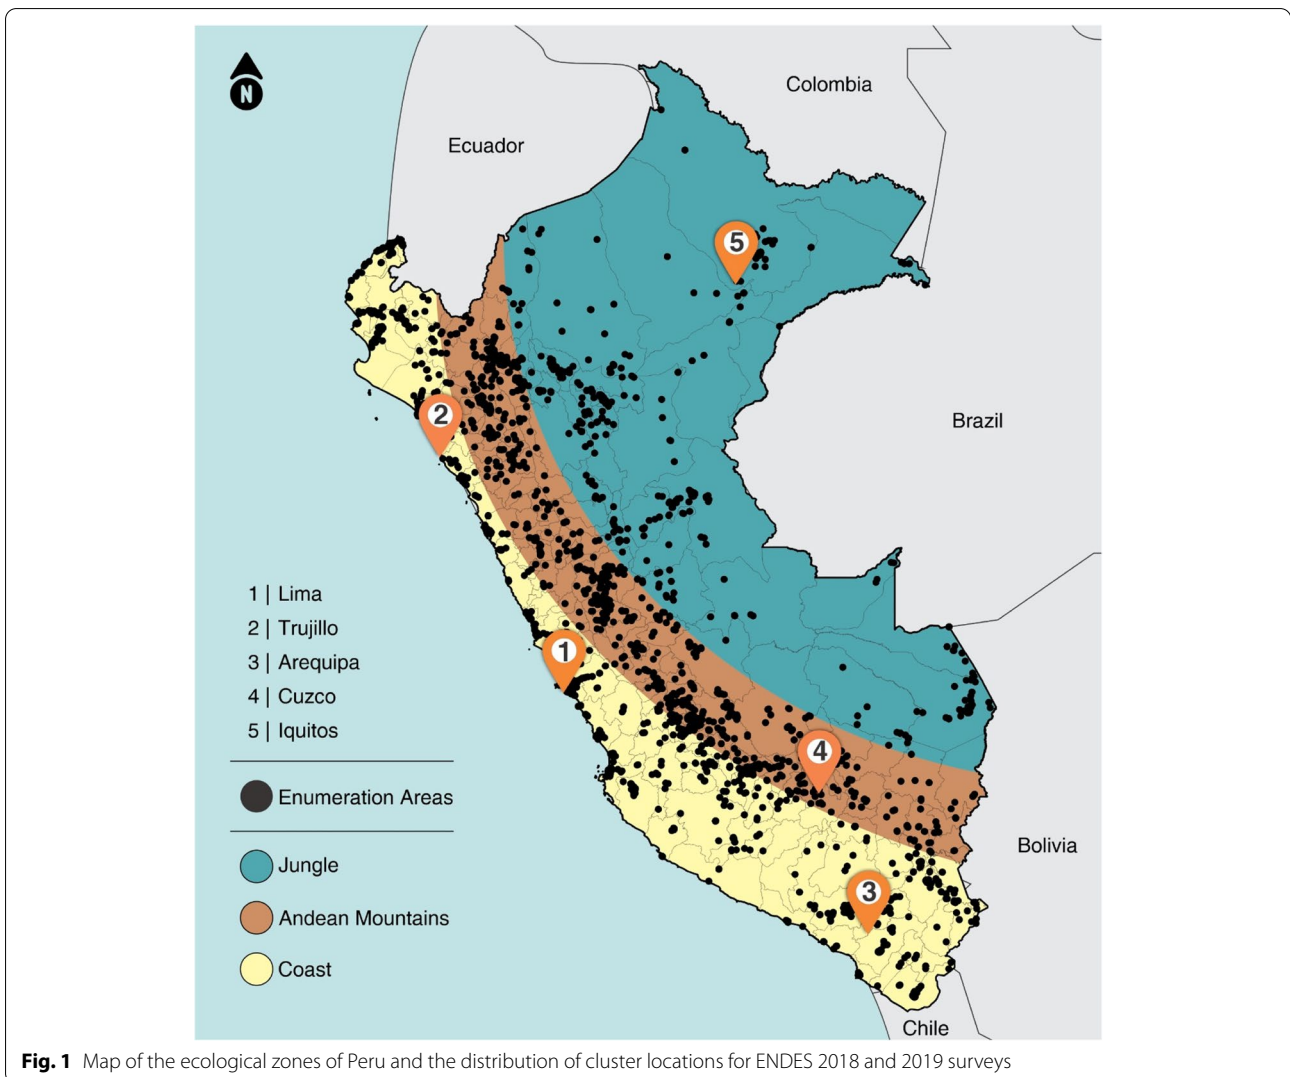 N
Colombia
Ecuador
5
2
Brazil
1 | Lima
2 | Trujillo
3 | Arequipa
4 | Cuzco
5 | Iquitos
1
4
Enumeration Areas
Bolivia
Jungle
3
Andean Mountains
Coast
Chile
Fig. 1 Map of the ecological zones of Peru and the distribution of cluster locations for ENDES 2018 and 2019 surveys